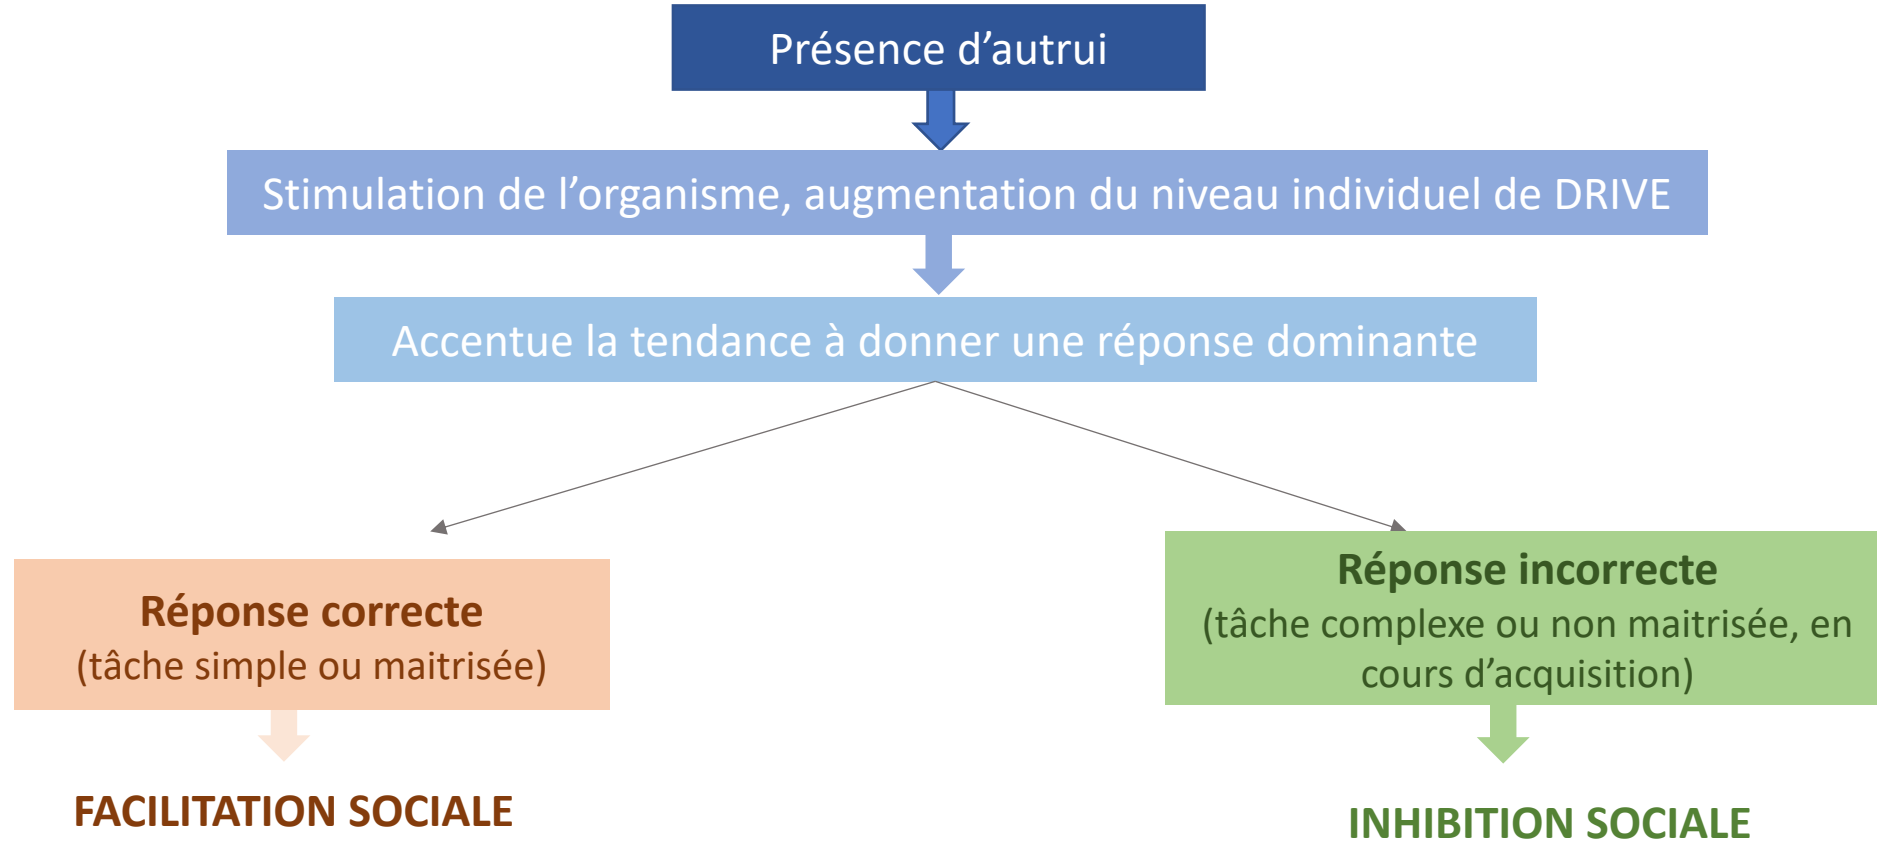 Présence d’autrui
Stimulation de l’organisme, augmentation du niveau individuel de DRIVE
Accentue la tendance à donner une réponse dominante
Réponse correcte
(tâche simple ou maitrisée)
FACILITATION SOCIALE
Réponse incorrecte
(tâche complexe ou non maitrisée, en
cours d’acquisition)
INHIBITION SOCIALE